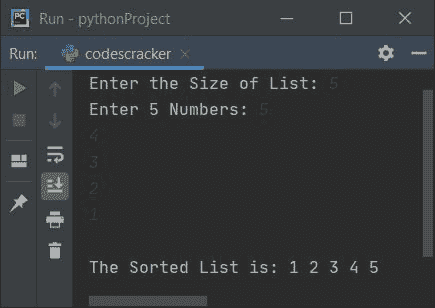 PC
Run - pythonProject
Run:
codescracker
Enter the Size of List: 5
Enter 5 Numbers: 5
4
3
2
1
The Sorted List is: 1 2 3 4 5